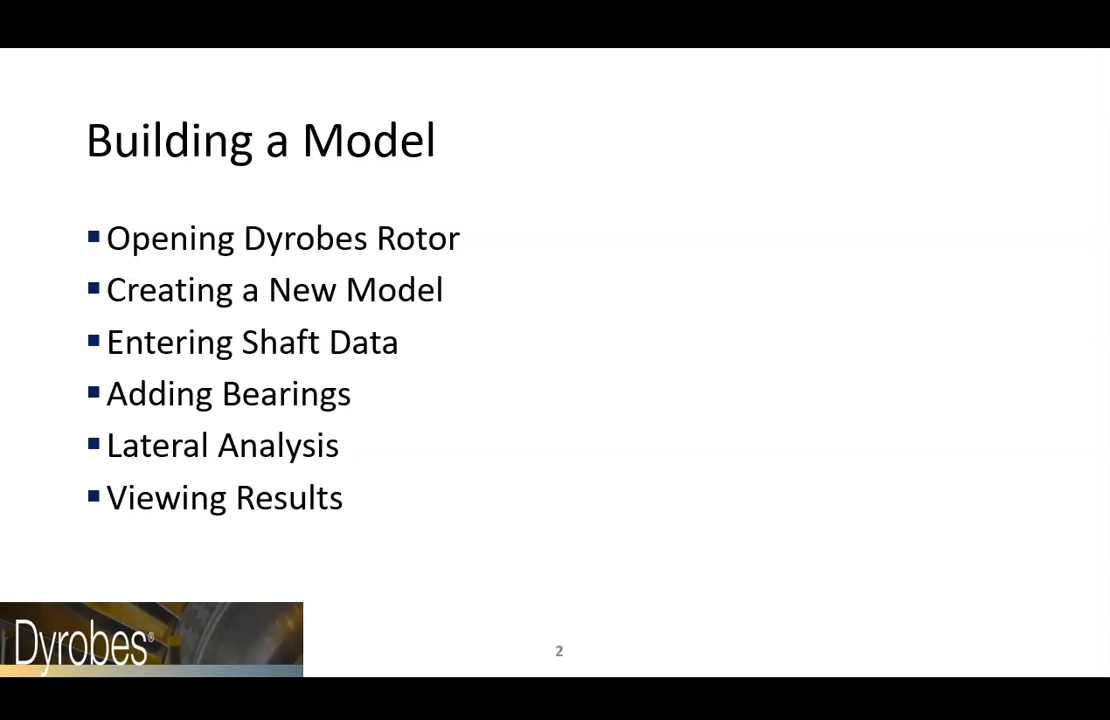 Building a Model
▪Opening Dyrobes Rotor
▪Creating a New Model
▪Entering Shaft Data
▪Adding Bearings
▪Lateral Analysis
▪Viewing Results
Dyrobes®
2